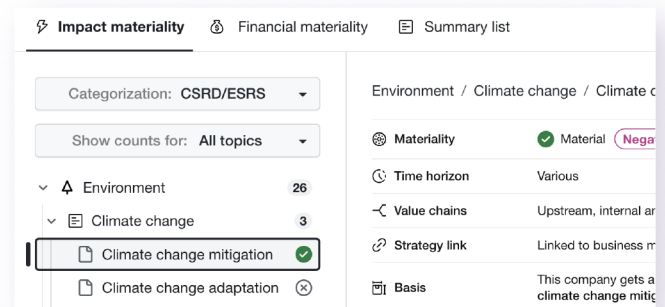 Impact materiality Financial materiality Summary list
Categorization: CSRD/ESRS
Show counts for: All topics
Environment 26
Climate change 3
Climate change mitigation
Climate change adaptation
Environment / Climate change / Climate c
Materiality Material Nega
Time horizon Various
Value chains Upstream, internal ar
Strategy link Linked to business m
Basis This company gets a
climate change mitig